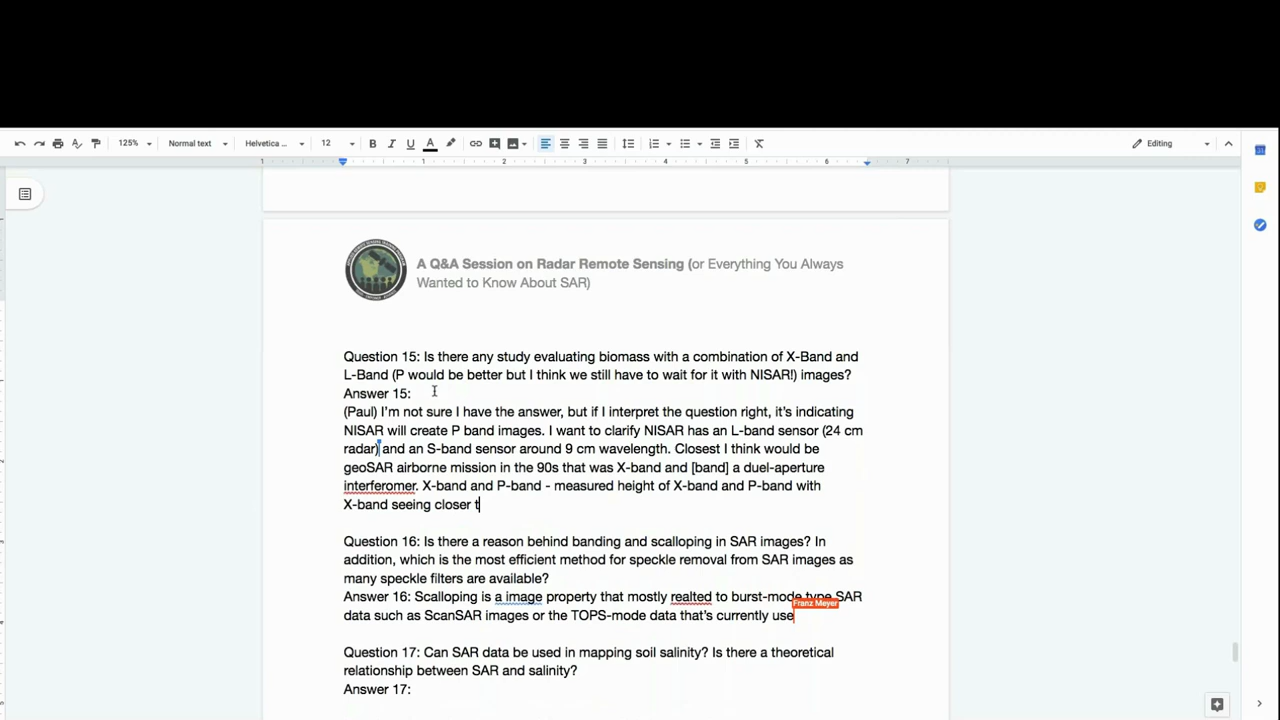 125% Normal text Helvetica ... 12 B I U A Editing
1 1 2 3 4 5 6 7
A Q&A Session on Radar Remote Sensing (or Everything You Always
Wanted to Know About SAR)
Question 15: Is there any study evaluating biomass with a combination of X-Band and
L-Band (P would be better but I think we still have to wait for it with NISAR!) images?
Answer 15:
(Paul) I'm not sure I have the answer, but if I interpret the question right, it's indicating
NISAR will create P band images. I want to clarify NISAR has an L-band sensor (24 cm
radar) and an S-band sensor around 9 cm wavelength. Closest I think would be
geoSAR airborne mission in the 90s that was X-band and [band] a duel-aperture
interferomer. X-band and P-band - measured height of X-band and P-band with
X-band seeing closer t
Question 16: Is there a reason behind banding and scalloping in SAR images? In
addition, which is the most efficient method for speckle removal from SAR images as
many speckle filters are available?
Answer 16: Scalloping is a image property that mostly realted to burst-mode type SAR
Franz Meyer
data such as ScanSAR images or the TOPS-mode data that's currently use
Question 17: Can SAR data be used in mapping soil salinity? Is there a theoretical
relationship between SAR and salinity?
Answer 17: